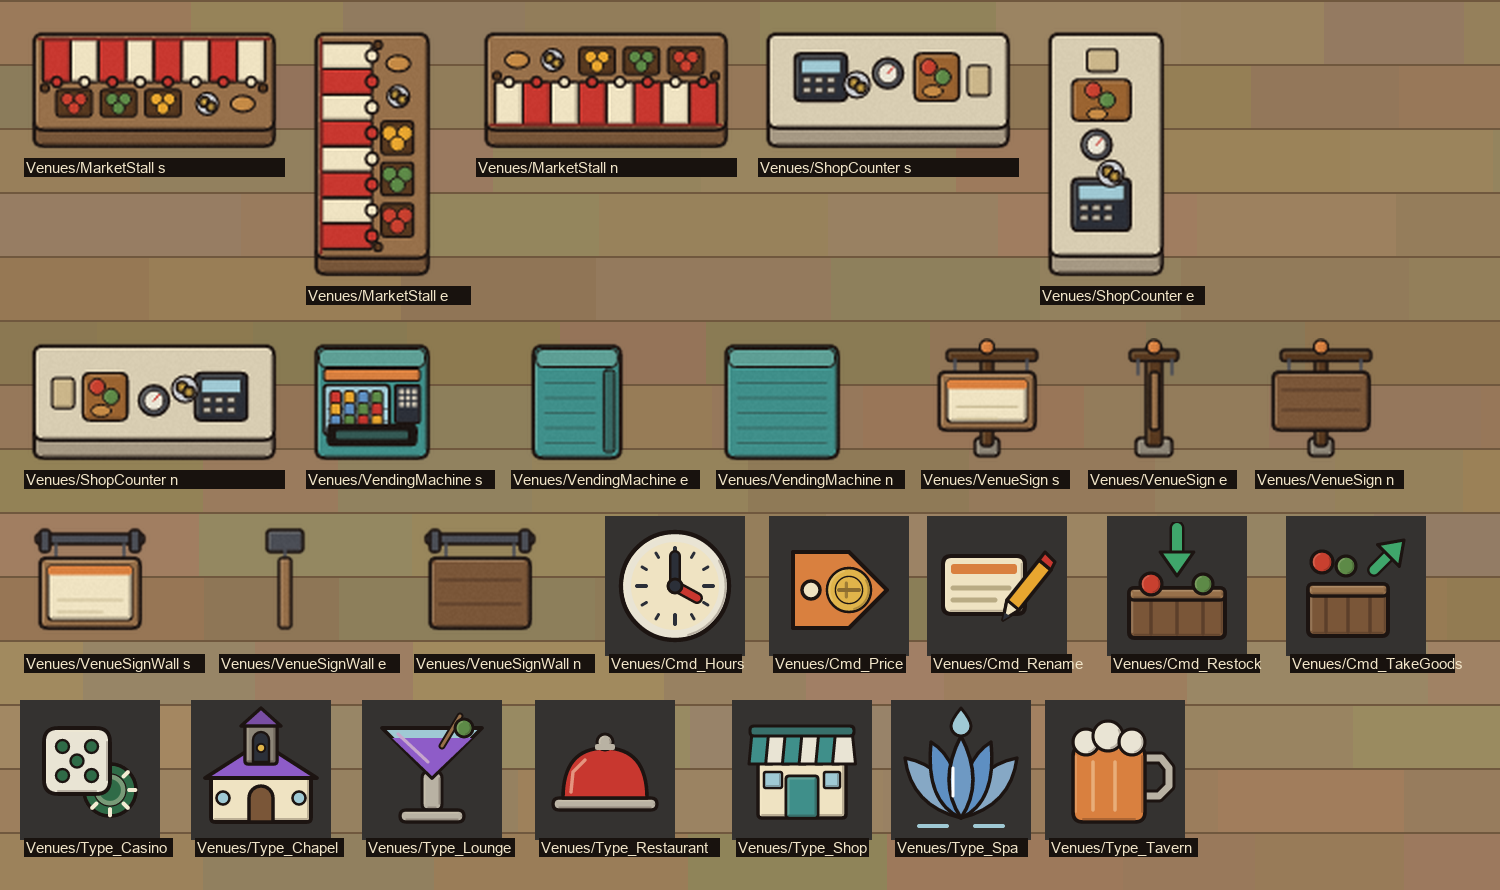 Venues/MarketStall s
Venues/MarketStall n
Venues/ShopCounter s
Venues/MarketStall e
Venues/ShopCounter e
Venues/ShopCounter n
Venues/VendingMachine s
Venues/VendingMachine e
Venues/VendingMachine n
Venues/VenueSign s
Venues/VenueSign e
Venues/VenueSign n
Venues/VenueSignWall s
Venues/VenueSignWall e
Venues/VenueSignWall n
Venues/Cmd_Hours
Venues/Cmd_Price
Venues/Cmd_Rename
Venues/Cmd_Restock
Venues/Cmd_TakeGoods
Venues/Type_Casino
Venues/Type_Chapel
Venues/Type_Lounge
Venues/Type_Restaurant
Venues/Type_Shop
Venues/Type_Spa
Venues/Type_Tavern